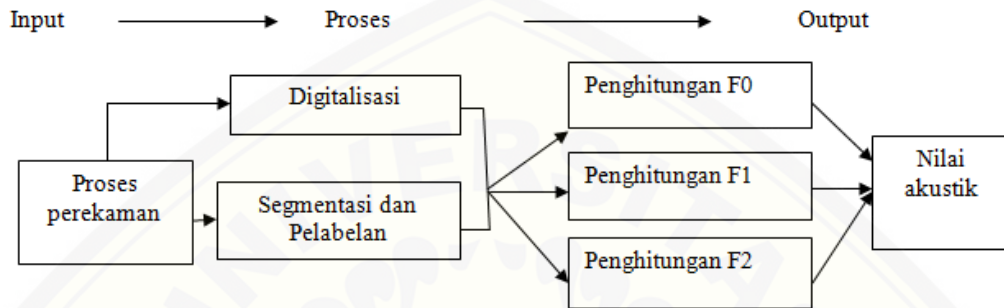 Input Proses Output
Digitalisasi
Penghitungan F0
Proses
perekaman
Segmentasi dan
Pelabelan
Penghitungan F1
Penghitungan F2
Nilai
akustik